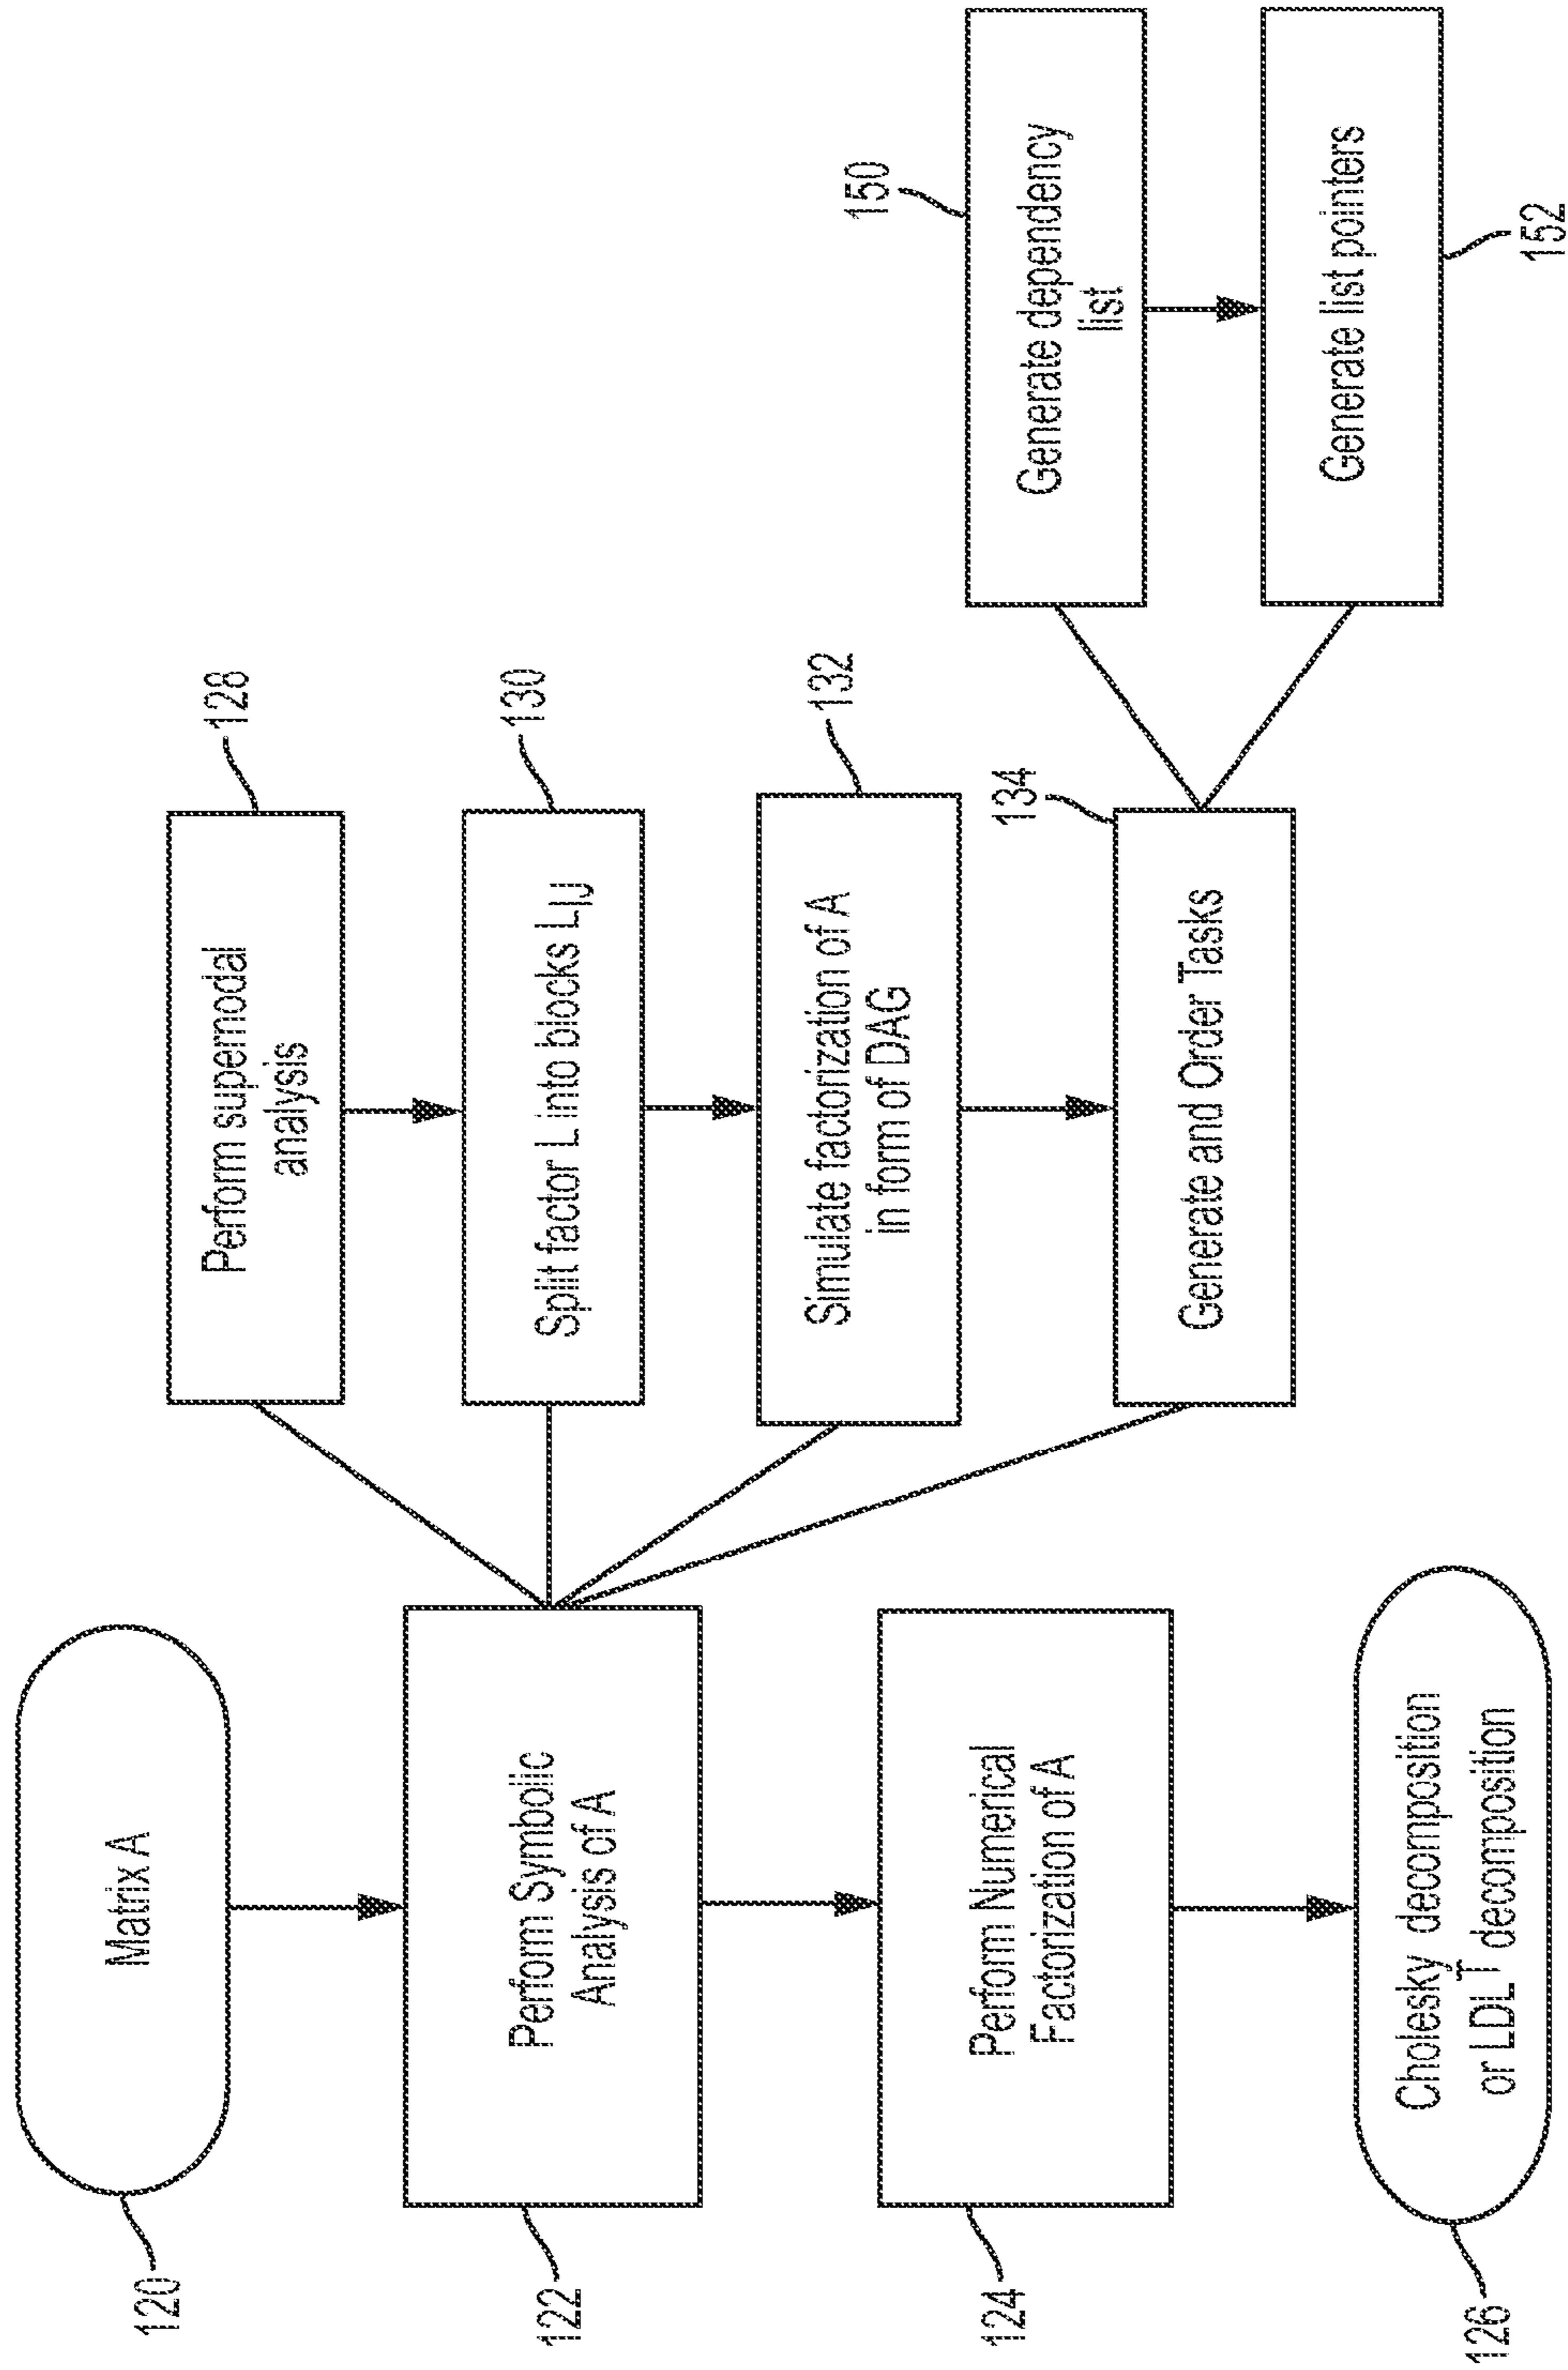 120
Matrix A
122
Perform Symbolic
Analysis of A
124
Perform Numerical
Factorization of A
126
Cholesky decomposition
or LDLT decomposition
128
Perform supernodal
analysis
130
Split factor L into blocks LIJ
132
Simulate factorization of A
in form of DAG
134
Generate and Order Tasks
150
Generate dependency
list
152
Generate list pointers